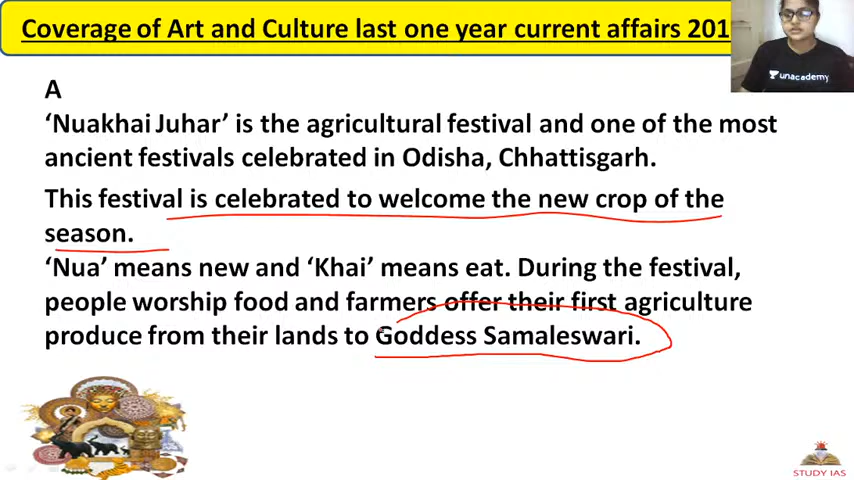 Coverage of Art and Culture last one year current affairs 201
unacademy
A
‘Nuakhai Juhar’ is the agricultural festival and one of the most
ancient festivals celebrated in Odisha, Chhattisgarh.
This festival is celebrated to welcome the new crop of the
season.
‘Nua’ means new and ‘Khai’ means eat. During the festival,
people worship food and farmers offer their first agriculture
produce from their lands to Goddess Samaleswari.
STUDY IAS